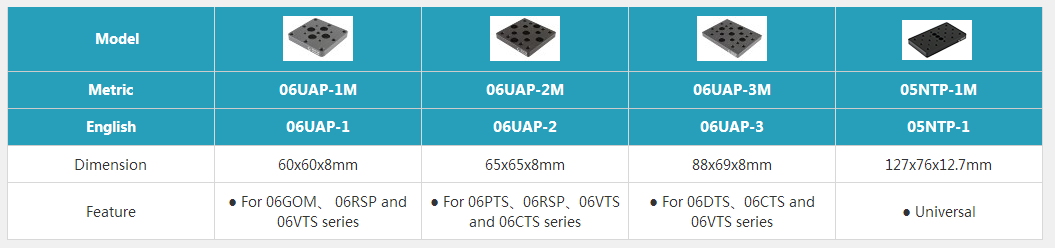 Model
Metric 06UAP-1M 06UAP-2M 06UAP-3M 05NTP-1M
English 06UAP-1 06UAP-2 06UAP-3 05NTP-1
Dimension 60x60x8mm 65x65x8mm 88x69x8mm 127x76x12.7mm
Feature
● For 06GOM、 06RSP and
06VTS series
● For 06PTS、06RSP、06VTS
and 06CTS series
● For 06DTS、06CTS and
06VTS series
● Universal